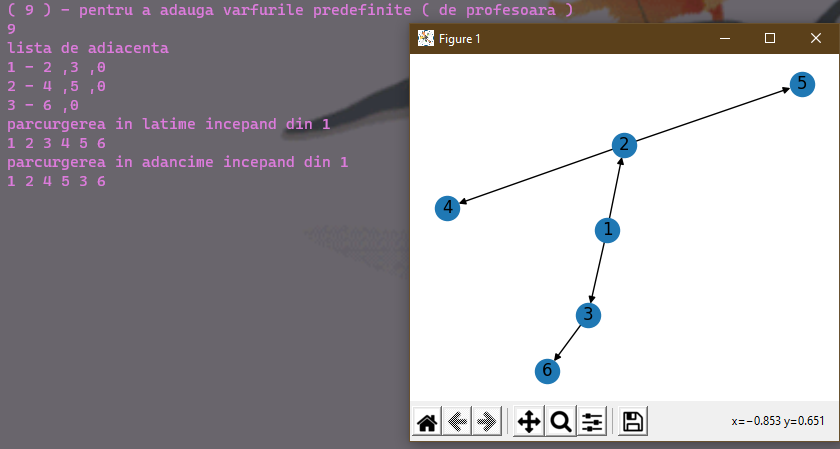 ( 9 ) - pentru a adauga varfurile predefinite ( de profesoara )
9
lista de adiacenta
1 - 2 ,3 ,0
2 - 4 ,5 ,0
3 - 6 ,0
parcurgerea in latime incepand din 1
1 2 3 4 5 6
parcurgerea in adancime incepand din 1
1 2 4 5 3 6
Figure 1
5
2
4
1
3
6
x=-0.853 y=0.651